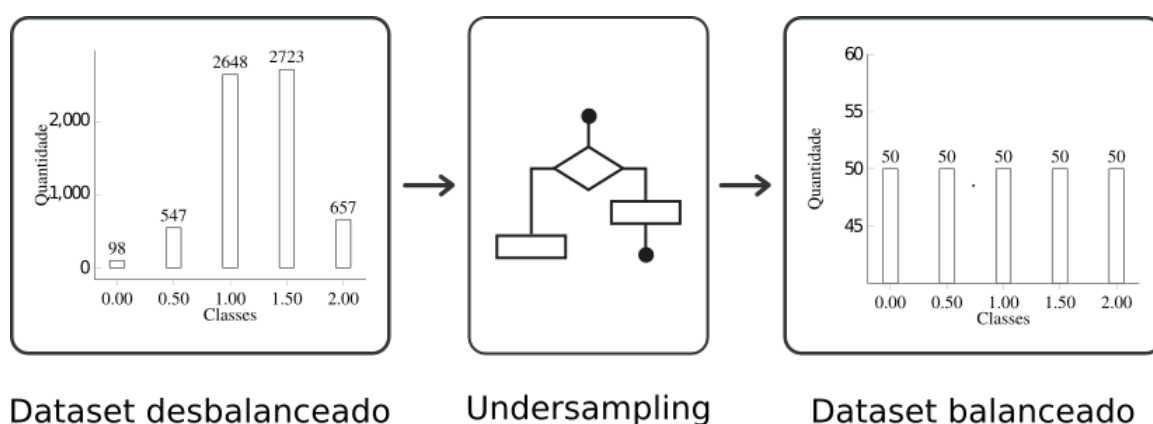 2648
2723
2,000
Quantidade
1,000
657
547
98
0
0.00 0.50 1.00 1.50 2.00
Classes
60
55
Quantidade
50 50 50 50 50
50
45
0.00 0.50 1.00 1.50 2.00
Classes
Dataset desbalanceado
Undersampling
Dataset balanceado